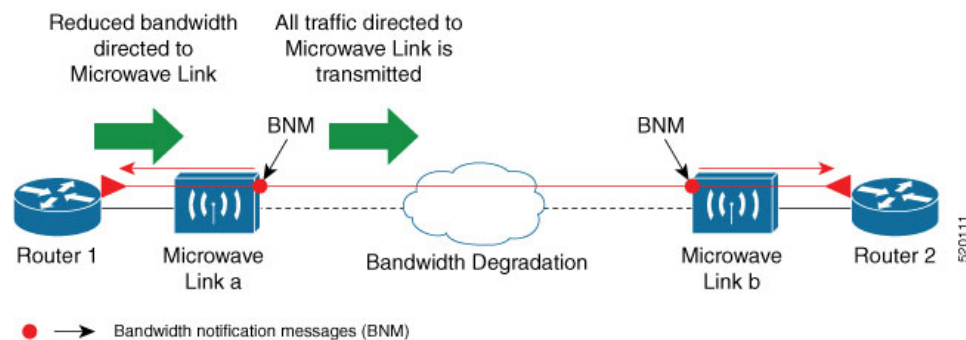 Reduced bandwidth
directed to
Microwave Link
All traffic directed to
Microwave Link is
transmitted
BNM
BNM
Router 1
Microwave
Link a
Bandwidth Degradation
Microwave
Link b
Router 2
520111
Bandwidth notification messages (BNM)